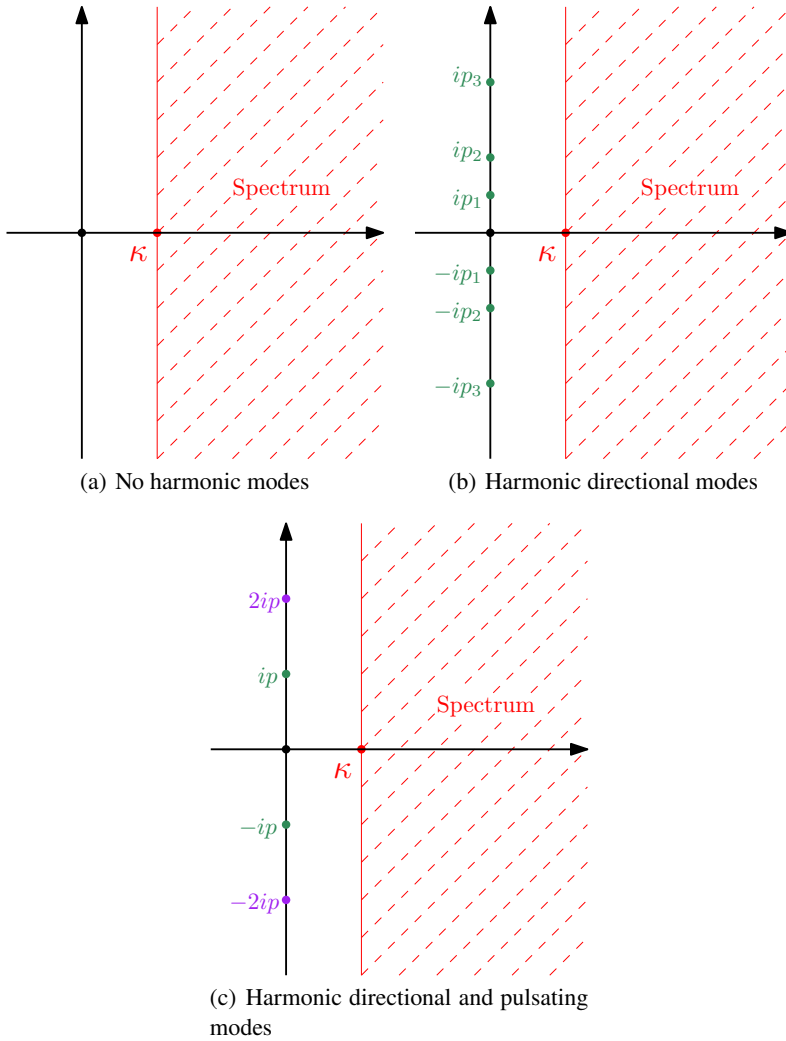 Spectrum
κ
(a) No harmonic modes
ip₃
ip₂
ip₁
Spectrum
κ
−ip₁
−ip₂
−ip₃
(b) Harmonic directional modes
2ip
ip
Spectrum
κ
−ip
−2ip
(c) Harmonic directional and pulsating
modes